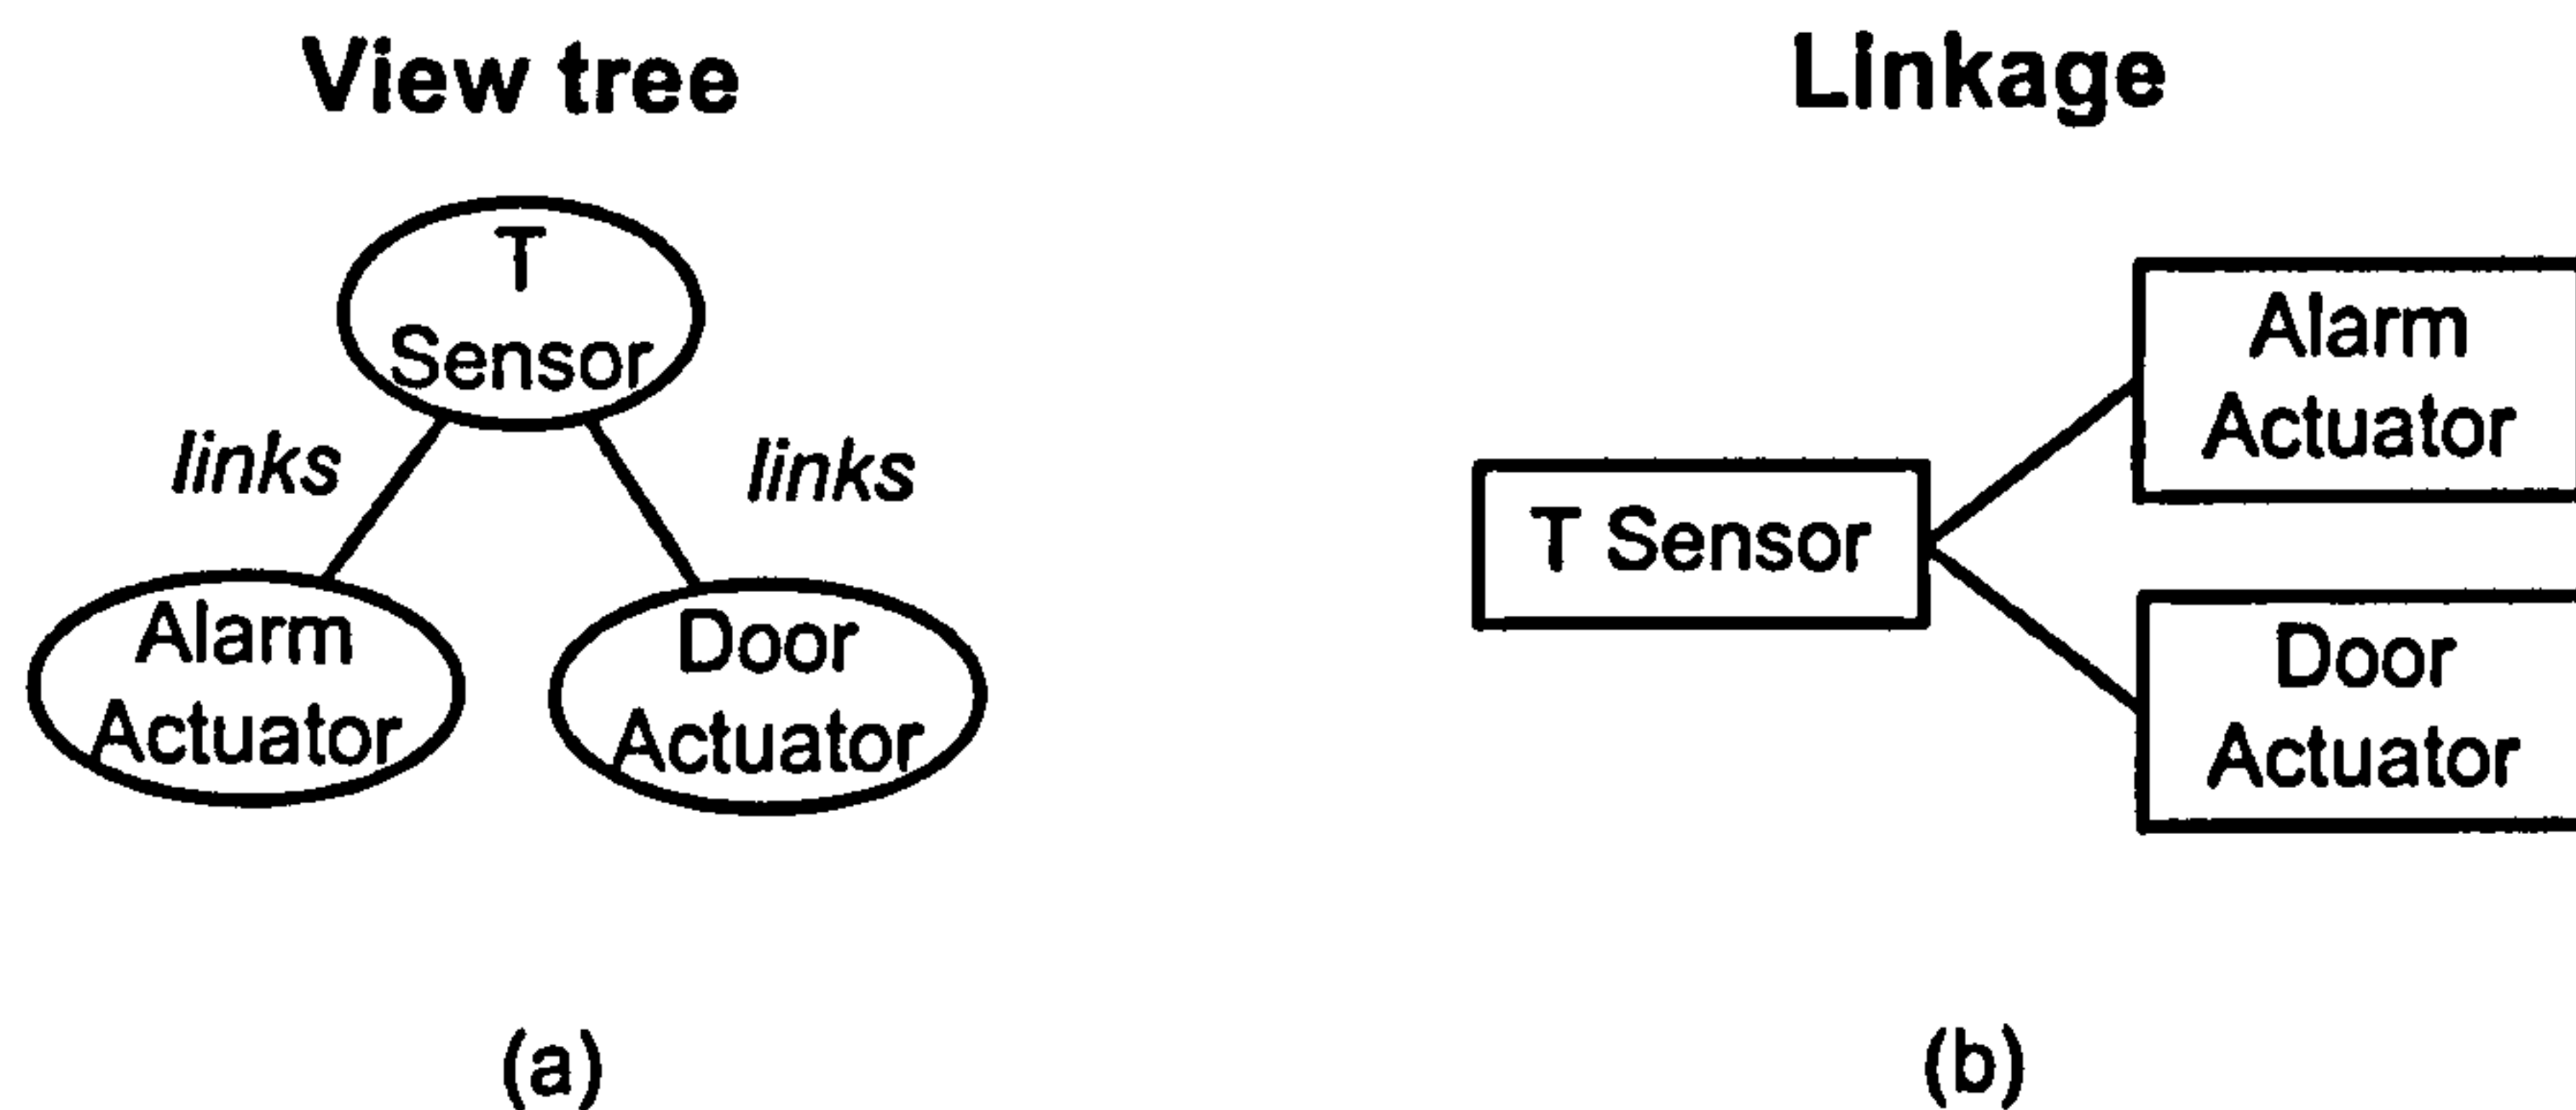 View tree
T
Sensor
links
links
Alarm
Actuator
Door
Actuator
(a)
Linkage
T Sensor
Alarm
Actuator
Door
Actuator
(b)